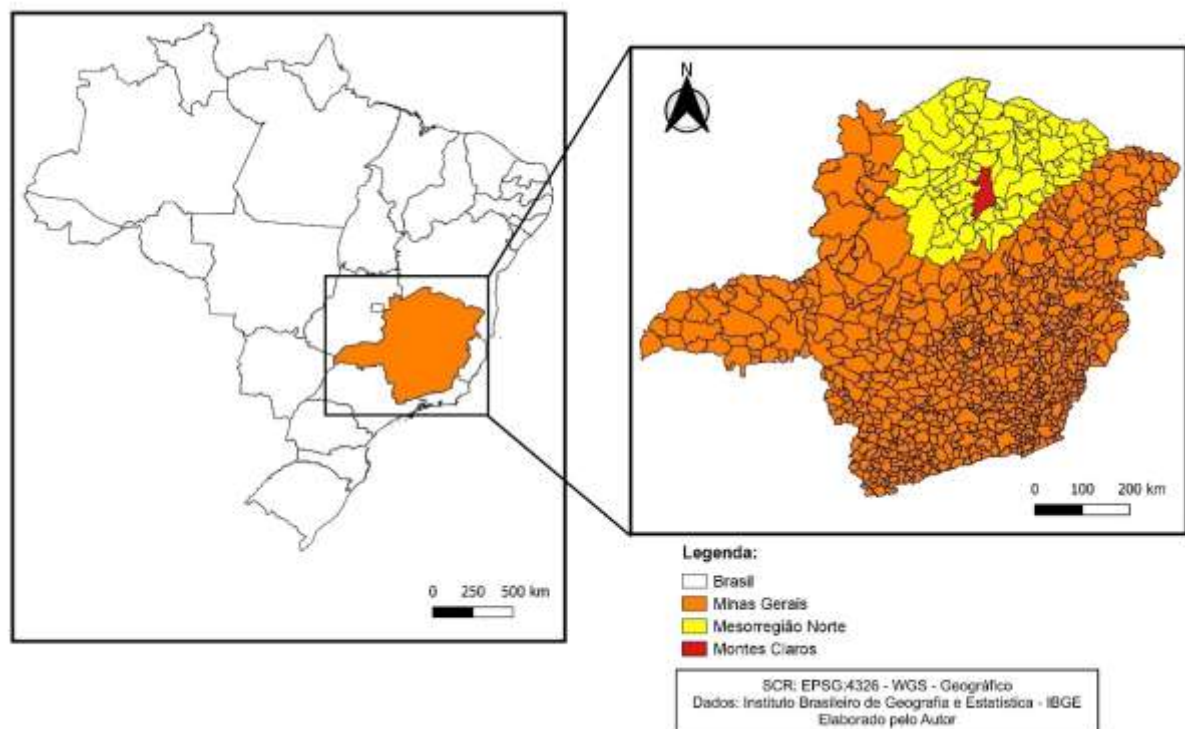 N
0 100 200 km
0 250 500 km
Legenda:
Brasil
Minas Gerais
Mesorregião Norte
Montes Claros
SCR: EPSG:4326 - WGS - Geográfico
Dados: Instituto Brasileiro de Geografia e Estatística - IBGE
Elaborado pelo Autor